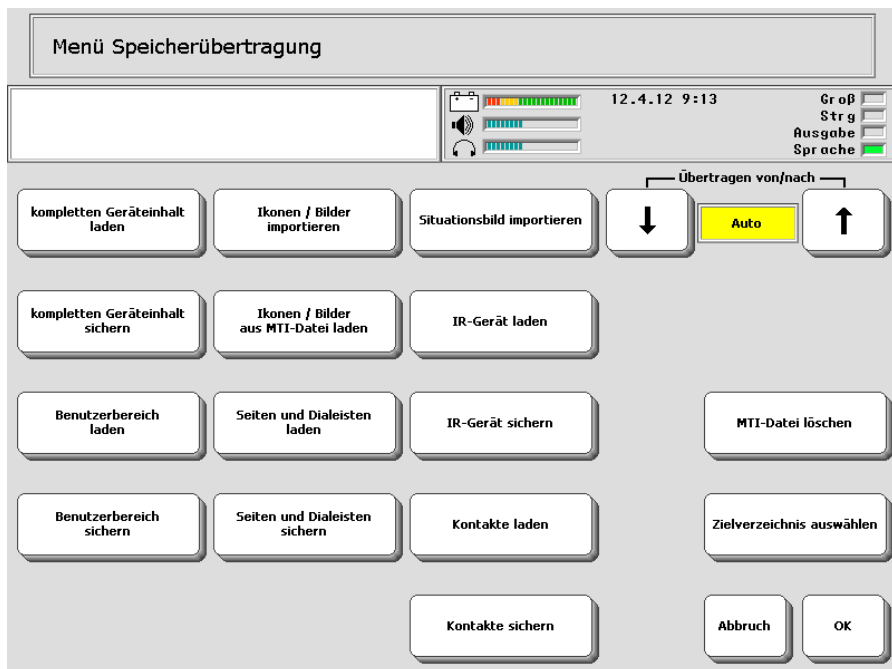 Menü Speicherübertragung
12.4.12 9:13
Groß
Strg
Ausgabe
Sprache
Übertragen von/nach
kompletten Geräteinhalt
laden
Ikonen / Bilder
importieren
Situationsbild importieren
Auto
kompletten Geräteinhalt
sichern
Ikonen / Bilder
aus MTI-Datei laden
IR-Gerät laden
Benutzerbereich
laden
Seiten und Dialeisten
laden
IR-Gerät sichern
MTI-Datei löschen
Benutzerbereich
sichern
Seiten und Dialeisten
sichern
Kontakte laden
Zielverzeichnis auswählen
Kontakte sichern
Abbruch
OK